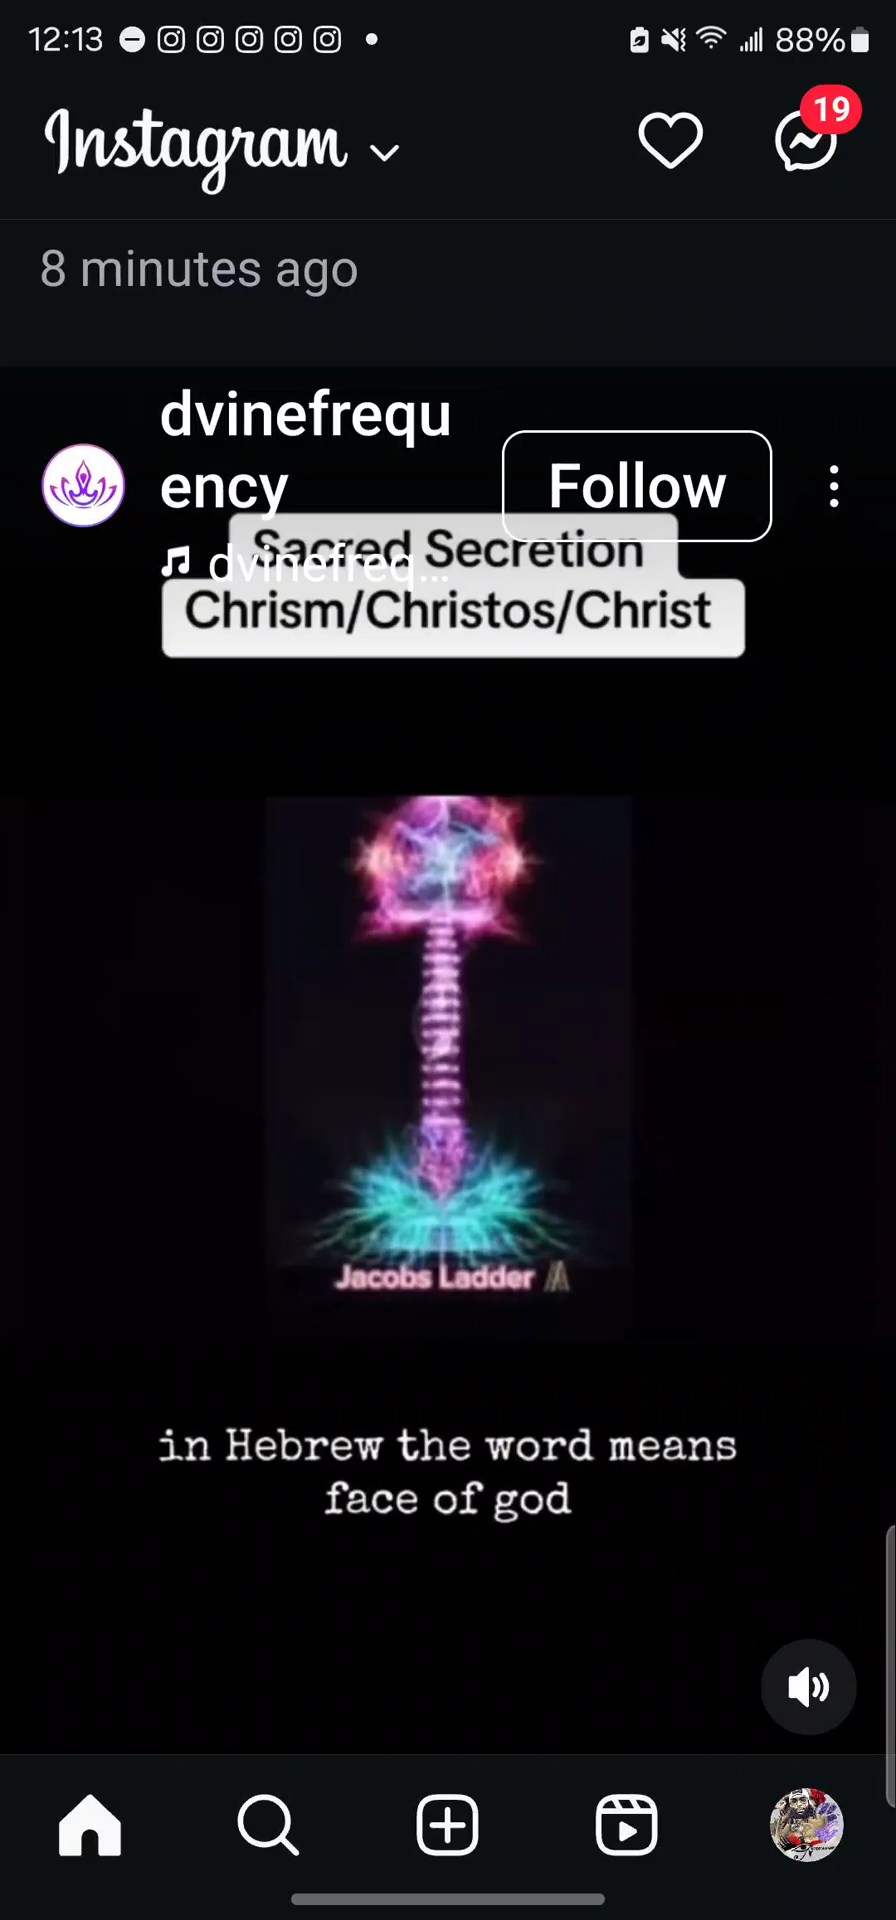 12:13
88%
Instagram
19
8 minutes ago
dvinefrequ
ency
Follow
dvinefreq...
Sacred Secretion
Chrism/Christos/Christ
Jacobs Ladder
in Hebrew the word means
face of god